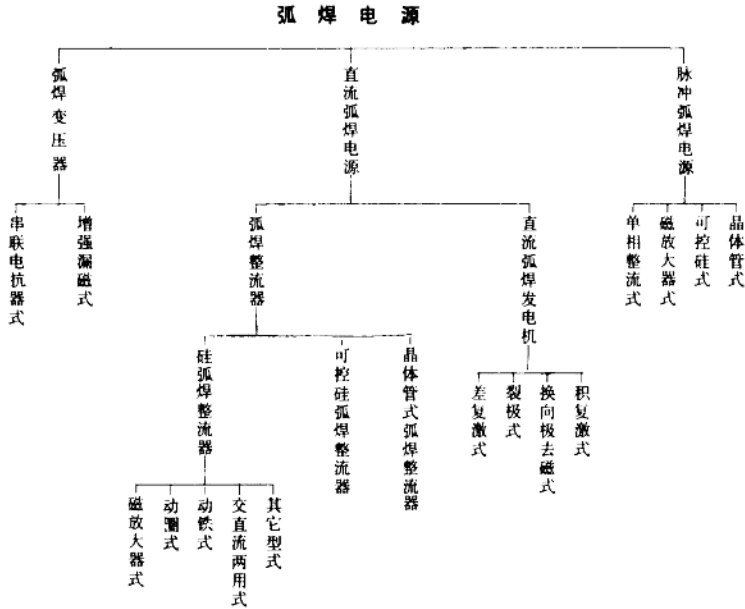 弧焊电源
弧焊变压器
直流弧焊电源
脉冲弧焊电源
串联电抗器式
增强漏磁式
弧焊整流器
直流弧焊发电机
单相整流式
磁放大器式
可控硅式
晶体管式
硅弧焊整流器
可控硅弧焊整流器
晶体管式弧焊整流器
差复激式
裂极式
换向极去磁式
积复激式
磁放大器式
动圈式
动铁式
交直流两用式
其它型式